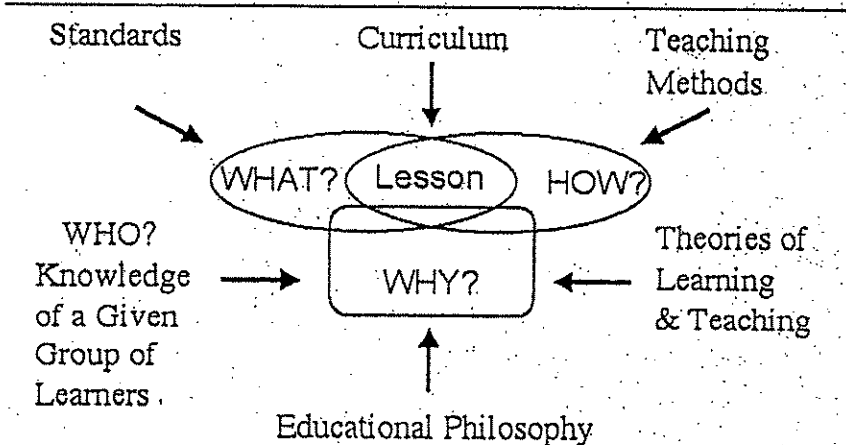 Standards
Curriculum
Teaching
Methods
WHAT?
Lesson
HOW?
WHO?
Knowledge
of a Given
Group of
Learners
WHY?
Theories of
Learning
& Teaching
Educational Philosophy